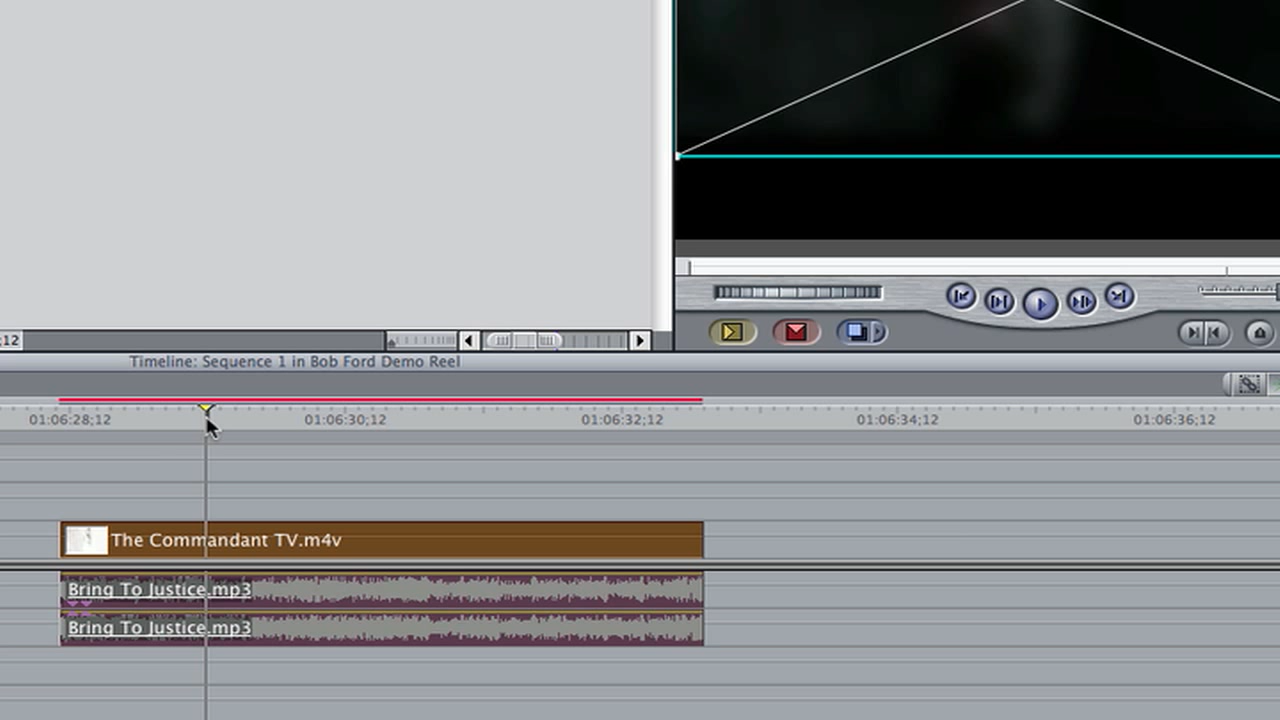 ;12
Timeline: Sequence 1 in Bob Ford Demo Reel
01:06:28;12 01:06:30;12 01:06:32;12 01:06:34;12 01:06:36;12
The Commandant TV.m4v
Bring To Justice.mp3
Bring To Justice.mp3